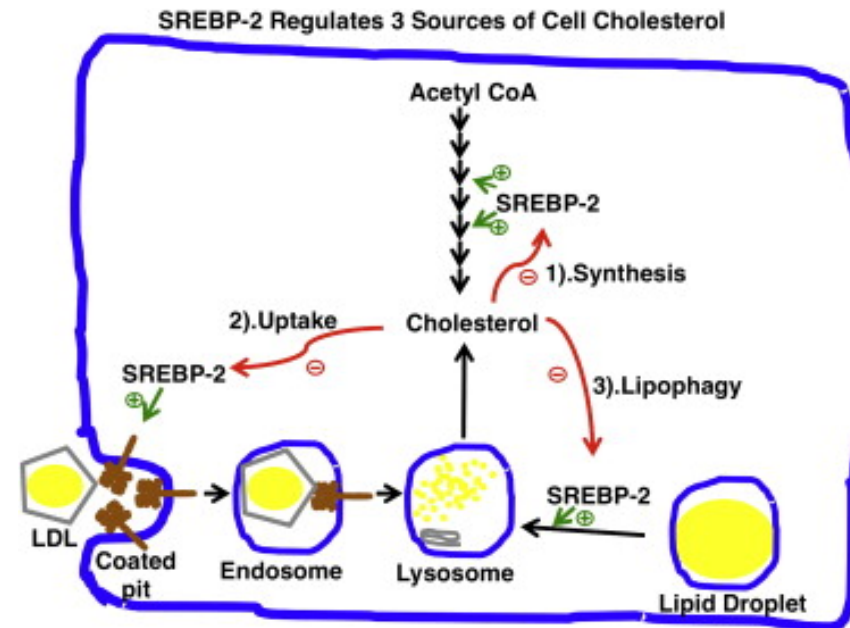 SREBP-2 Regulates 3 Sources of Cell Cholesterol
Acetyl CoA
+
SREBP-2
+
− 1).Synthesis
2).Uptake
Cholesterol
−
−
3).Lipophagy
SREBP-2
+
SREBP-2
+
LDL
Coated
pit
Endosome
Lysosome
Lipid Droplet